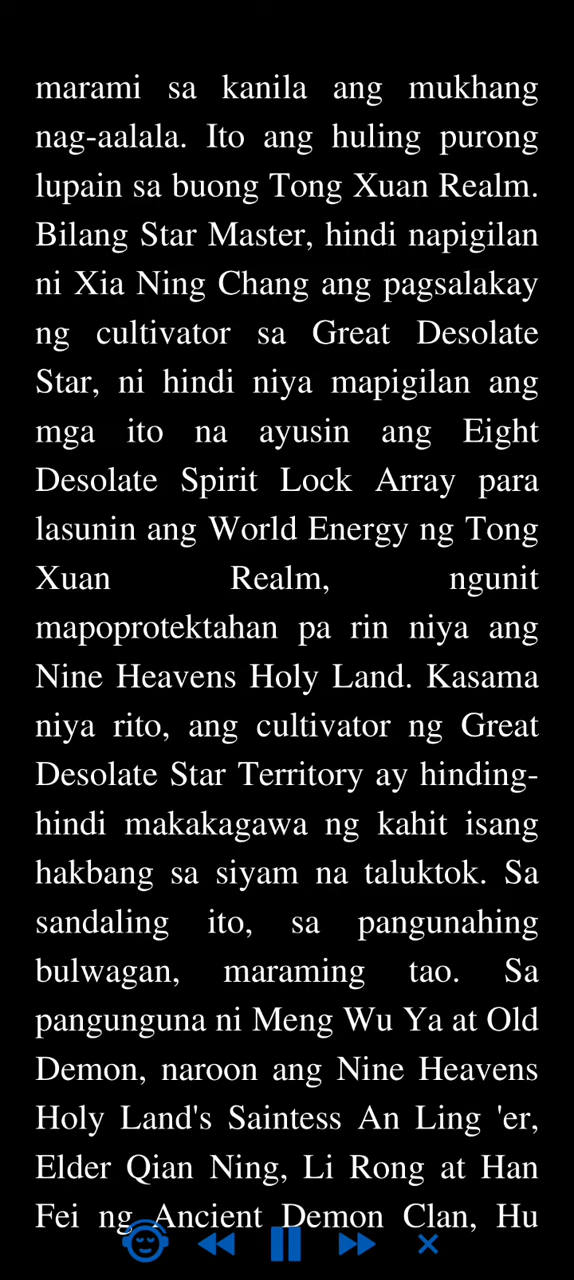 marami sa kanila ang mukhang
nag-aalala. Ito ang huling purong
lupain sa buong Tong Xuan Realm.
Bilang Star Master, hindi napigilan
ni Xia Ning Chang ang pagsalakay
ng cultivator sa Great Desolate
Star, ni hindi niya mapigilan ang
mga ito na ayusin ang Eight
Desolate Spirit Lock Array para
lasunin ang World Energy ng Tong
Xuan Realm, ngunit
mapoprotektahan pa rin niya ang
Nine Heavens Holy Land. Kasama
niya rito, ang cultivator ng Great
Desolate Star Territory ay hinding-
hindi makakagawa ng kahit isang
hakbang sa siyam na taluktok. Sa
sandaling ito, sa pangunahing
bulwagan, maraming tao. Sa
pangunguna ni Meng Wu Ya at Old
Demon, naroon ang Nine Heavens
Holy Land's Saintess An Ling 'er,
Elder Qian Ning, Li Rong at Han
Fei ng Ancient Demon Clan, Hu